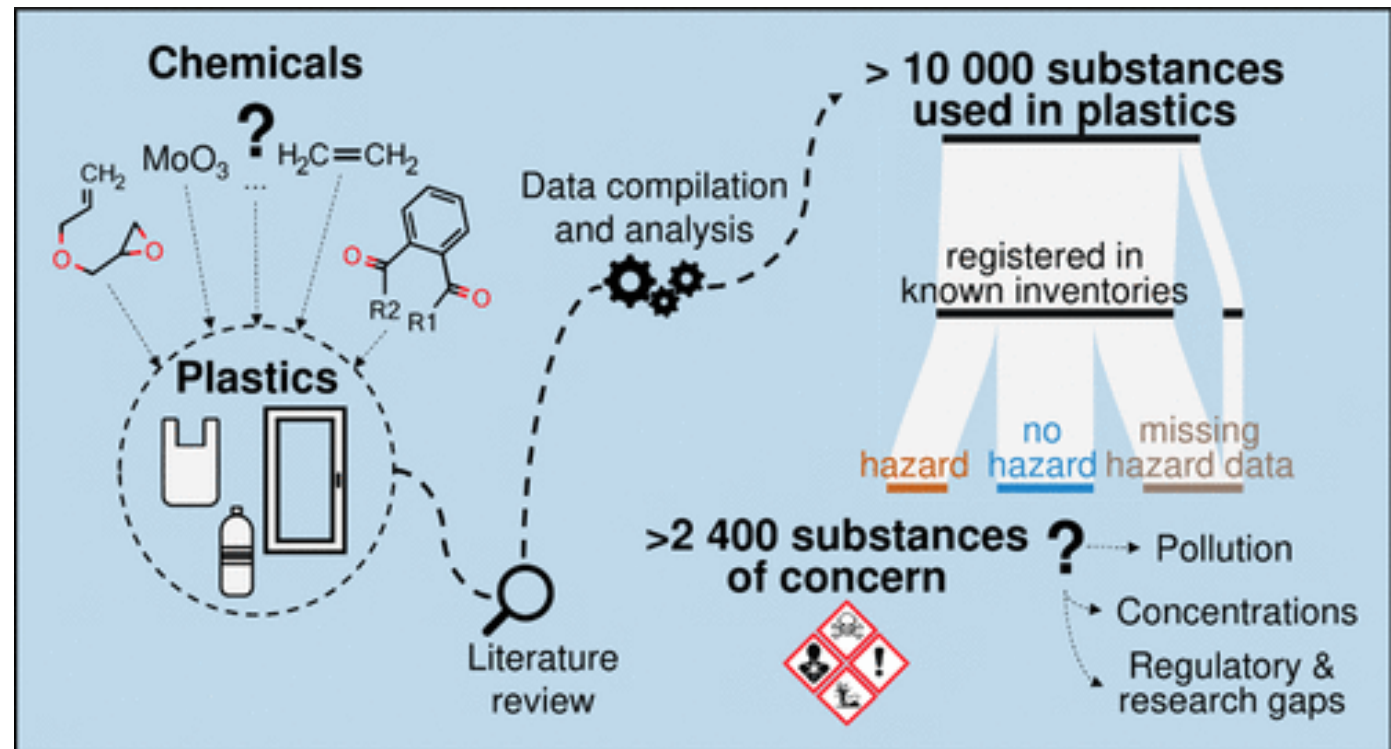 Chemicals
?
MoO3
...
H2C=CH2
CH2
O
O
O
O
R2
R1
Plastics
Literature
review
Data compilation
and analysis
> 10 000 substances
used in plastics
registered in
known inventories
hazard
no
hazard
missing
hazard data
>2 400 substances
of concern
!
?
Pollution
Concentrations
Regulatory &
research gaps